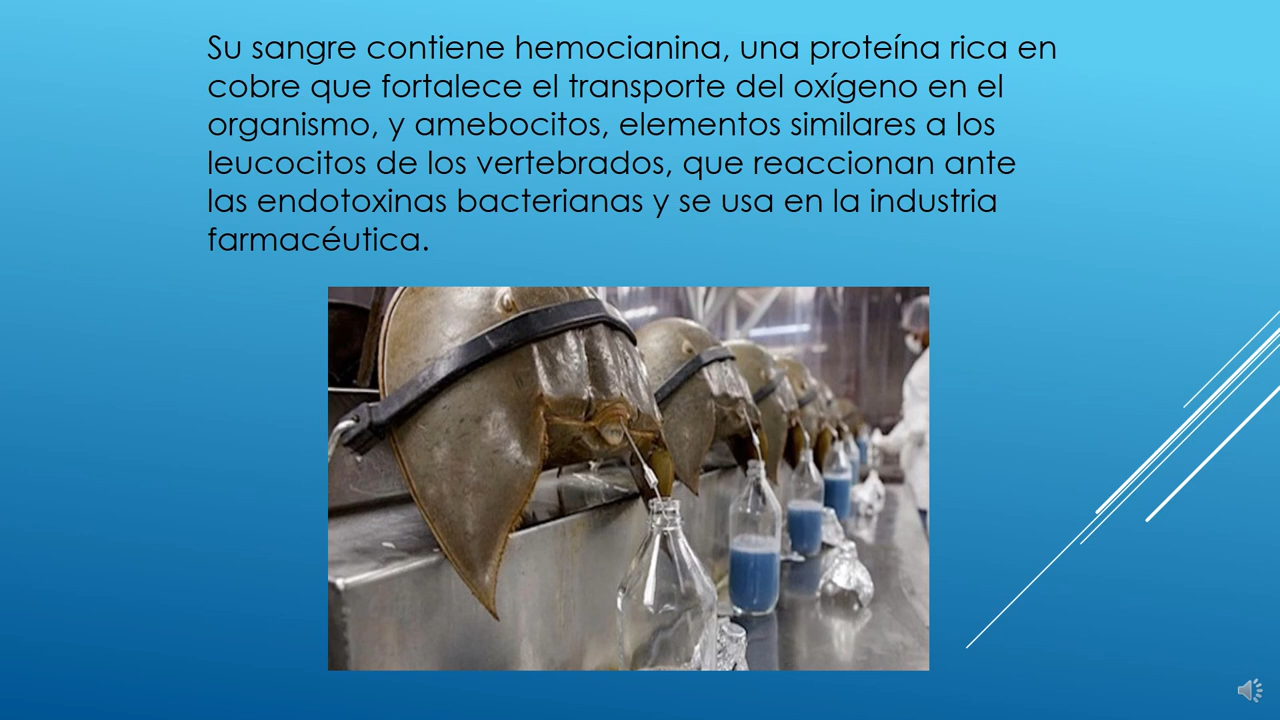 Su sangre contiene hemocianina, una proteína rica en
cobre que fortalece el transporte del oxígeno en el
organismo, y amebocitos, elementos similares a los
leucocitos de los vertebrados, que reaccionan ante
las endotoxinas bacterianas y se usa en la industria
farmacéutica.